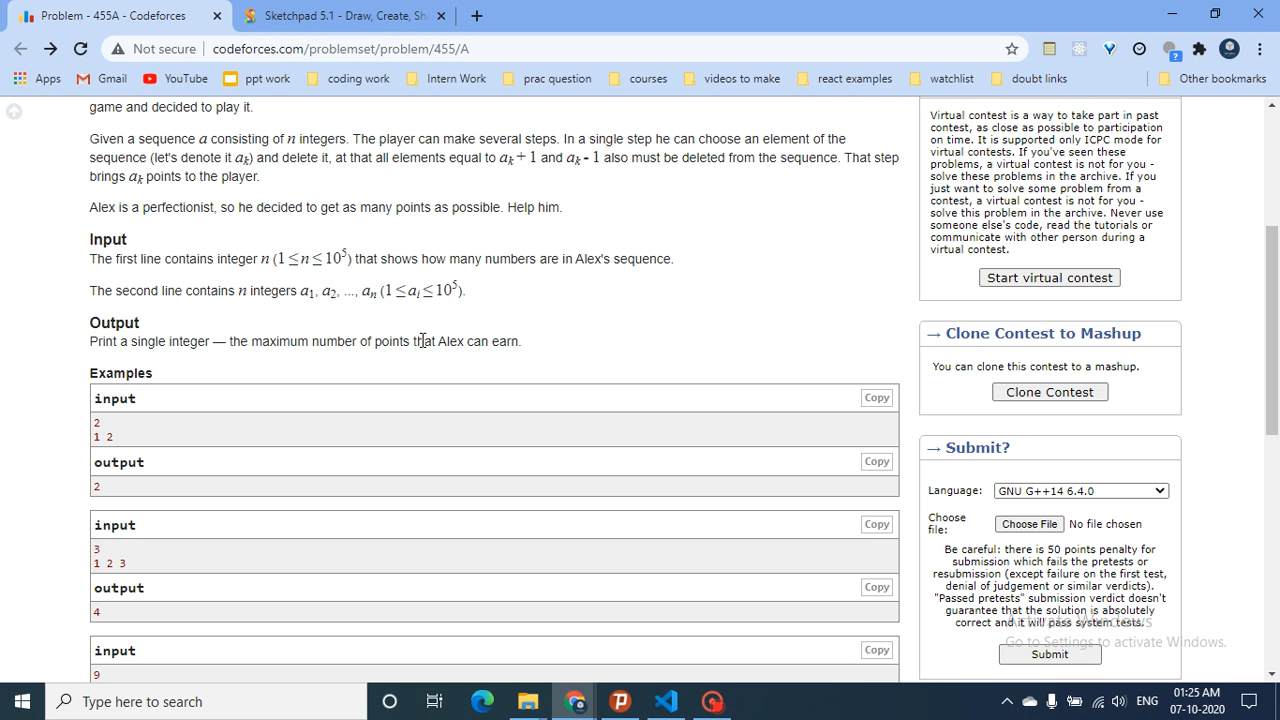 Problem - 455A - Codeforces
Sketchpad 5.1 - Draw, Create, Sha
Not secure
codeforces.com/problemset/problem/455/A
Apps
Gmail
YouTube
ppt work
coding work
Intern Work
prac question
courses
videos to make
react examples
watchlist
doubt links
Other bookmarks
game and decided to play it.
Given a sequence a consisting of n integers. The player can make several steps. In a single step he can choose an element of the
sequence (let's denote it ak) and delete it, at that all elements equal to ak + 1 and ak - 1 also must be deleted from the sequence. That step
brings ak points to the player.
Alex is a perfectionist, so he decided to get as many points as possible. Help him.
Input
The first line contains integer n (1 ≤ n ≤ 10^5) that shows how many numbers are in Alex's sequence.
The second line contains n integers a1, a2, ..., an (1 ≤ ai ≤ 10^5).
Output
Print a single integer — the maximum number of points that Alex can earn.
Examples
input
Copy
2
1 2
output
Copy
2
input
Copy
3
1 2 3
output
Copy
4
input
Copy
9
Virtual contest is a way to take part in past
contest, as close as possible to participation
on time. It is supported only ICPC mode for
virtual contests. If you've seen these
problems, a virtual contest is not for you -
solve these problems in the archive. If you
just want to solve some problem from a
contest, a virtual contest is not for you -
solve this problem in the archive. Never use
someone else's code, read the tutorials or
communicate with other person during a
virtual contest.
Start virtual contest
→ Clone Contest to Mashup
You can clone this contest to a mashup.
Clone Contest
→ Submit?
Language:
GNU G++14 6.4.0
Choose
file:
Choose File
No file chosen
Be careful: there is 50 points penalty for
submission which fails the pretests or
resubmission (except failure on the first test,
denial of judgement or similar verdicts).
"Passed pretests" submission verdict doesn't
guarantee that the solution is absolutely
correct and it will pass system tests.
Activate Windows
Go to Settings to activate Windows.
Submit
Type here to search
ENG
01:25 AM
07-10-2020